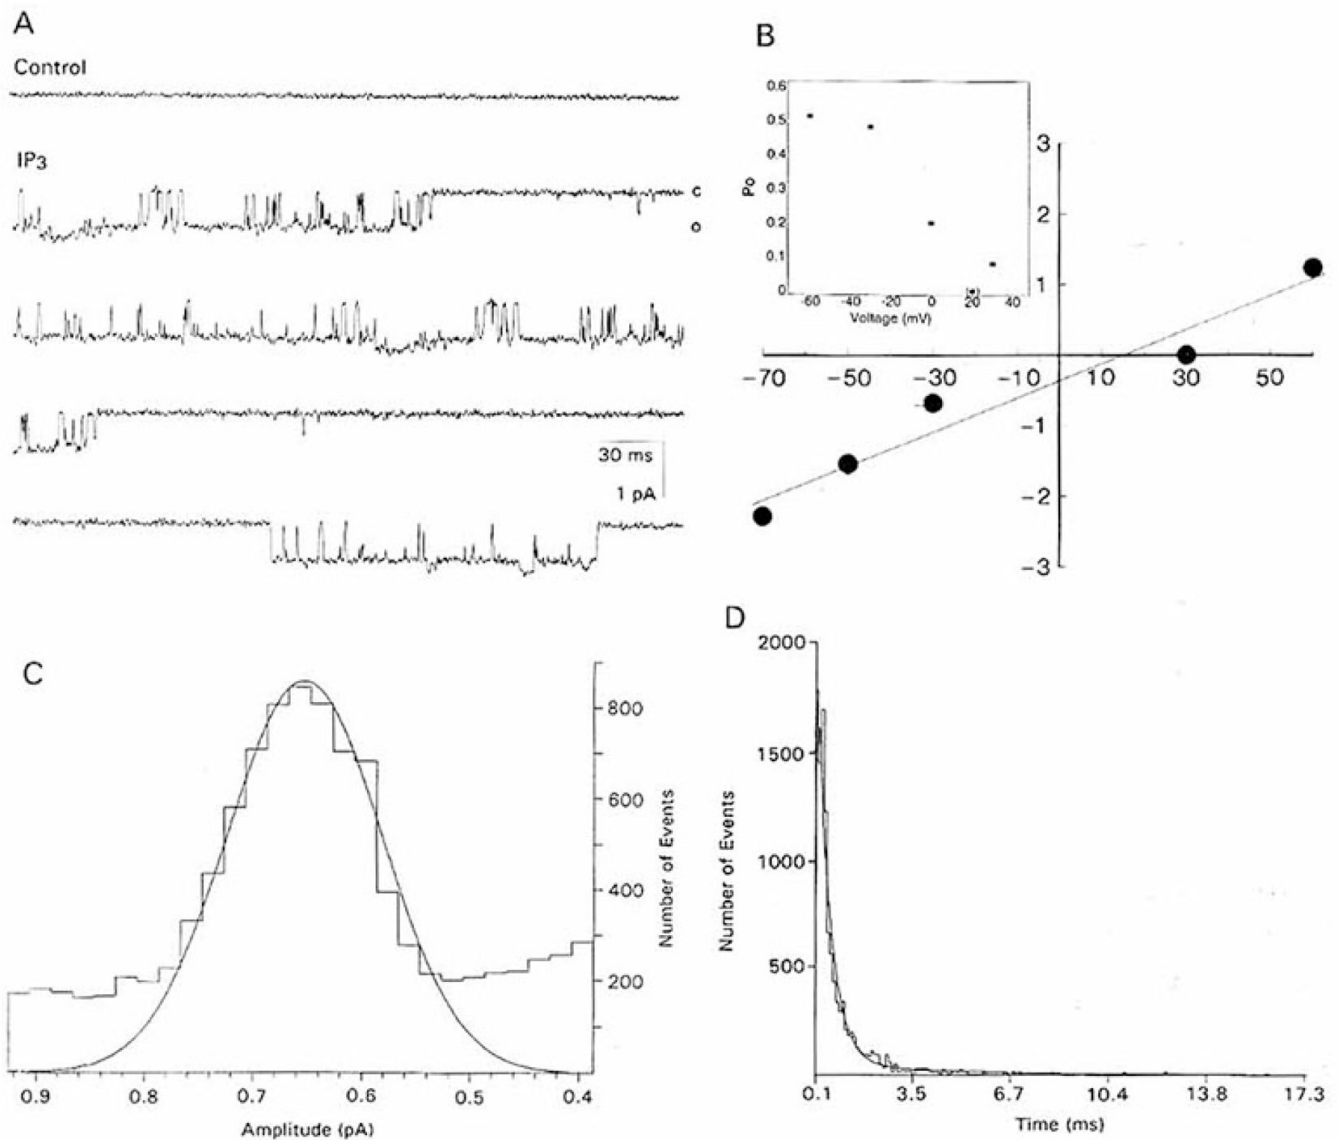 A
Control
IP3
c
o
30 ms
1 pA
B
0.6
0.5
0.4
0.3
0.2
0.1
0
Po
-60 -40 -20 0 20 40
Voltage (mV)
3
2
1
-70 -50 -30 -10 10 30 50
-1
-2
-3
C
800
600
400
200
Number of Events
0.9 0.8 0.7 0.6 0.5 0.4
Amplitude (pA)
D
2000
1500
1000
500
Number of Events
0.1 3.5 6.7 10.4 13.8 17.3
Time (ms)